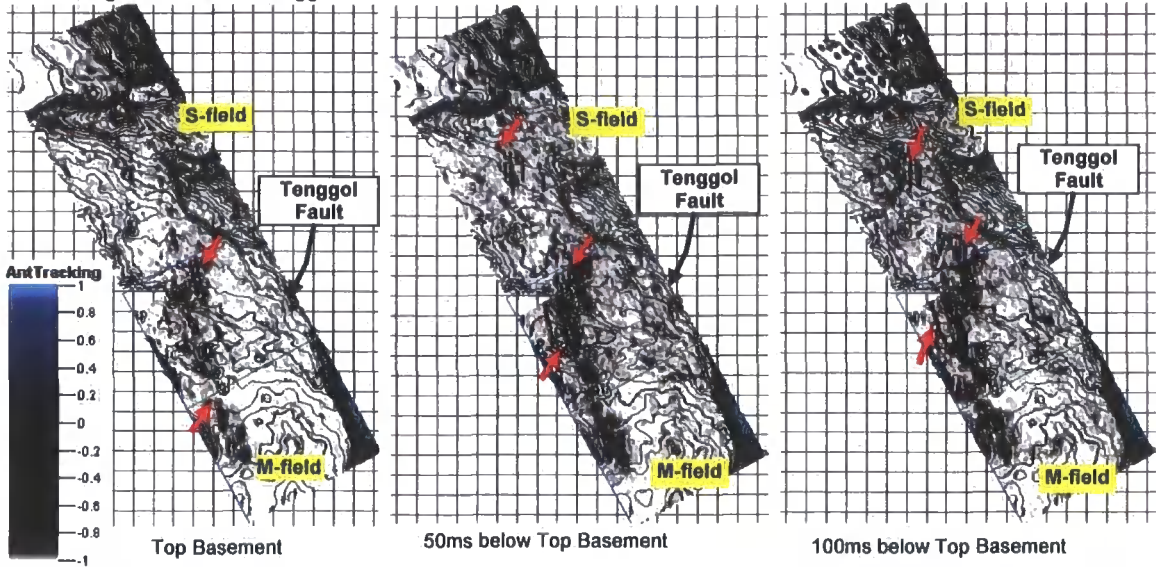 S-field
Tenggol
Fault
M-field
AntTracking
1
0.8
0.6
0.4
0.2
0
-0.2
-0.4
-0.6
-0.8
-1
Top Basement
S-field
Tenggol
Fault
M-field
50ms below Top Basement
S-field
Tenggol
Fault
M-field
100ms below Top Basement